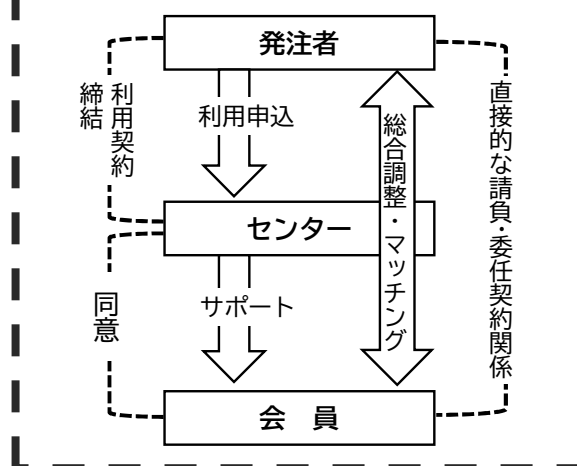 発注者
利用契約
締結
利用申込
総合調整・マッチング
直接的な請負・委任契約関係
センター
同意
サポート
会 員